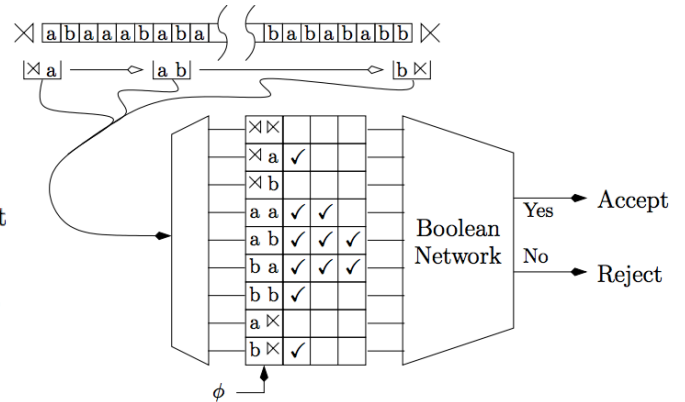 ⋊ a b a a a b a b a b a b a b a b b ⋉
⋊ a
a b
b ⋉
⋊ ⋉
⋊ a ✓
⋊ b
a a ✓ ✓
a b ✓ ✓ ✓
b a ✓ ✓ ✓
b b ✓
a ⋉
b ⋉ ✓
ϕ
Boolean
Network
Yes
No
Accept
Reject
t